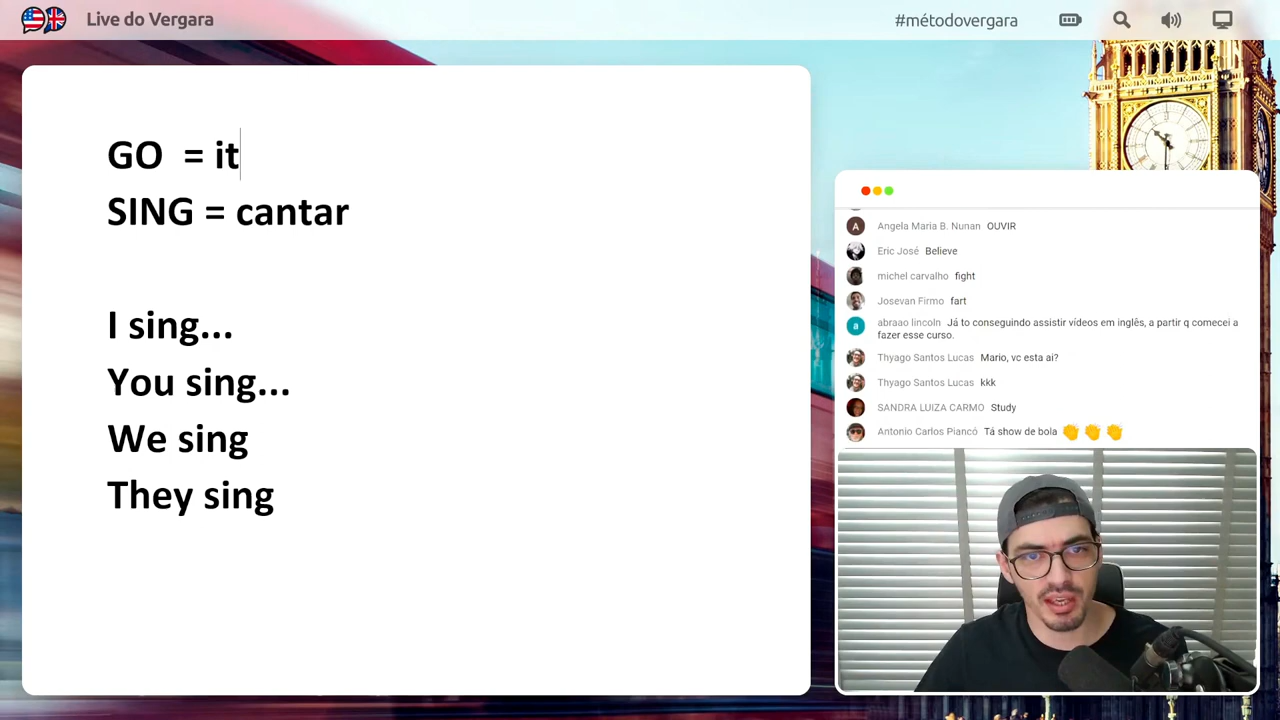 Live do Vergara
#métodovergara
GO = it
SING = cantar
I sing...
You sing...
We sing
They sing
Angela Maria B. Nunan OUVIR
Eric José Believe
michel carvalho fight
Josevan Firmo fart
abraao lincoln Já to conseguindo assistir vídeos em inglês, a partir q comecei a
fazer esse curso.
Thyago Santos Lucas Mario, vc esta ai?
Thyago Santos Lucas kkk
SANDRA LUIZA CARMO Study
Antonio Carlos Piancó Tá show de bola 👏 👏 👏